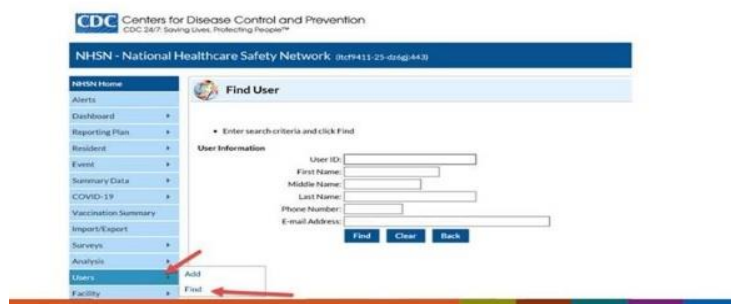 CDC Centers for Disease Control and Prevention
CDC 24/7: Saving Lives, Protecting People™
NHSN - National Healthcare Safety Network
NHSN Home
Alerts
Dashboard
Reporting Plan
Resident
Event
Summary Data
COVID-19
Vaccination Summary
Import/Export
Surveys
Analysis
Users
Facility
Add
Find
Find User
• Enter search criteria and click Find
User Information
User ID:
First Name:
Middle Name:
Last Name:
Phone Number:
E-mail Address:
Find Clear Back